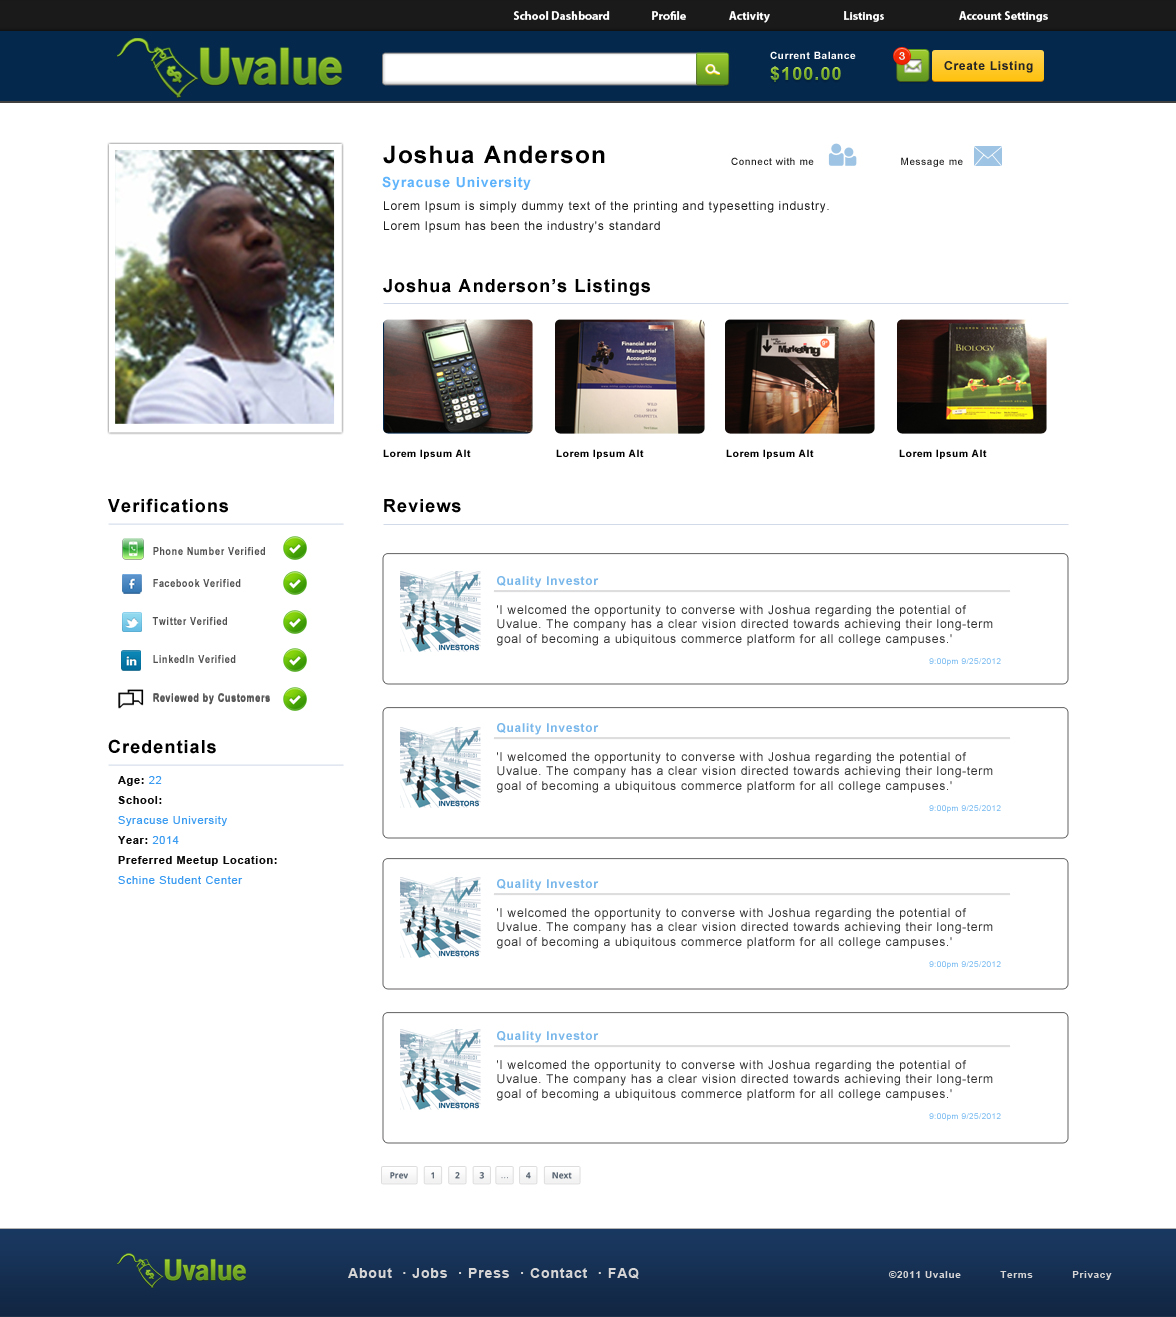 School Dashboard Profile Activity Listings Account Settings
Uvalue
Current Balance
$100.00
3
Create Listing
Joshua Anderson
Connect with me
Message me
Syracuse University
Lorem Ipsum is simply dummy text of the printing and typesetting industry.
Lorem Ipsum has been the industry's standard
Joshua Anderson's Listings
Financial and
Managerial
Accounting
WILD
SHAW
CHIAPPETTA
Marketing
BIOLOGY
Lorem Ipsum Alt
Lorem Ipsum Alt
Lorem Ipsum Alt
Lorem Ipsum Alt
Verifications
Phone Number Verified
Facebook Verified
Twitter Verified
in
LinkedIn Verified
Reviewed by Customers
Credentials
Age: 22
School:
Syracuse University
Year: 2014
Preferred Meetup Location:
Schine Student Center
Reviews
INVESTORS
Quality Investor
'I welcomed the opportunity to converse with Joshua regarding the potential of
Uvalue. The company has a clear vision directed towards achieving their long-term
goal of becoming a ubiquitous commerce platform for all college campuses.'
9:00pm 9/25/2012
INVESTORS
Quality Investor
'I welcomed the opportunity to converse with Joshua regarding the potential of
Uvalue. The company has a clear vision directed towards achieving their long-term
goal of becoming a ubiquitous commerce platform for all college campuses.'
9:00pm 9/25/2012
INVESTORS
Quality Investor
'I welcomed the opportunity to converse with Joshua regarding the potential of
Uvalue. The company has a clear vision directed towards achieving their long-term
goal of becoming a ubiquitous commerce platform for all college campuses.'
9:00pm 9/25/2012
INVESTORS
Quality Investor
'I welcomed the opportunity to converse with Joshua regarding the potential of
Uvalue. The company has a clear vision directed towards achieving their long-term
goal of becoming a ubiquitous commerce platform for all college campuses.'
9:00pm 9/25/2012
Prev 1 2 3 ... 4 Next
Uvalue
About · Jobs · Press · Contact · FAQ
©2011 Uvalue Terms Privacy